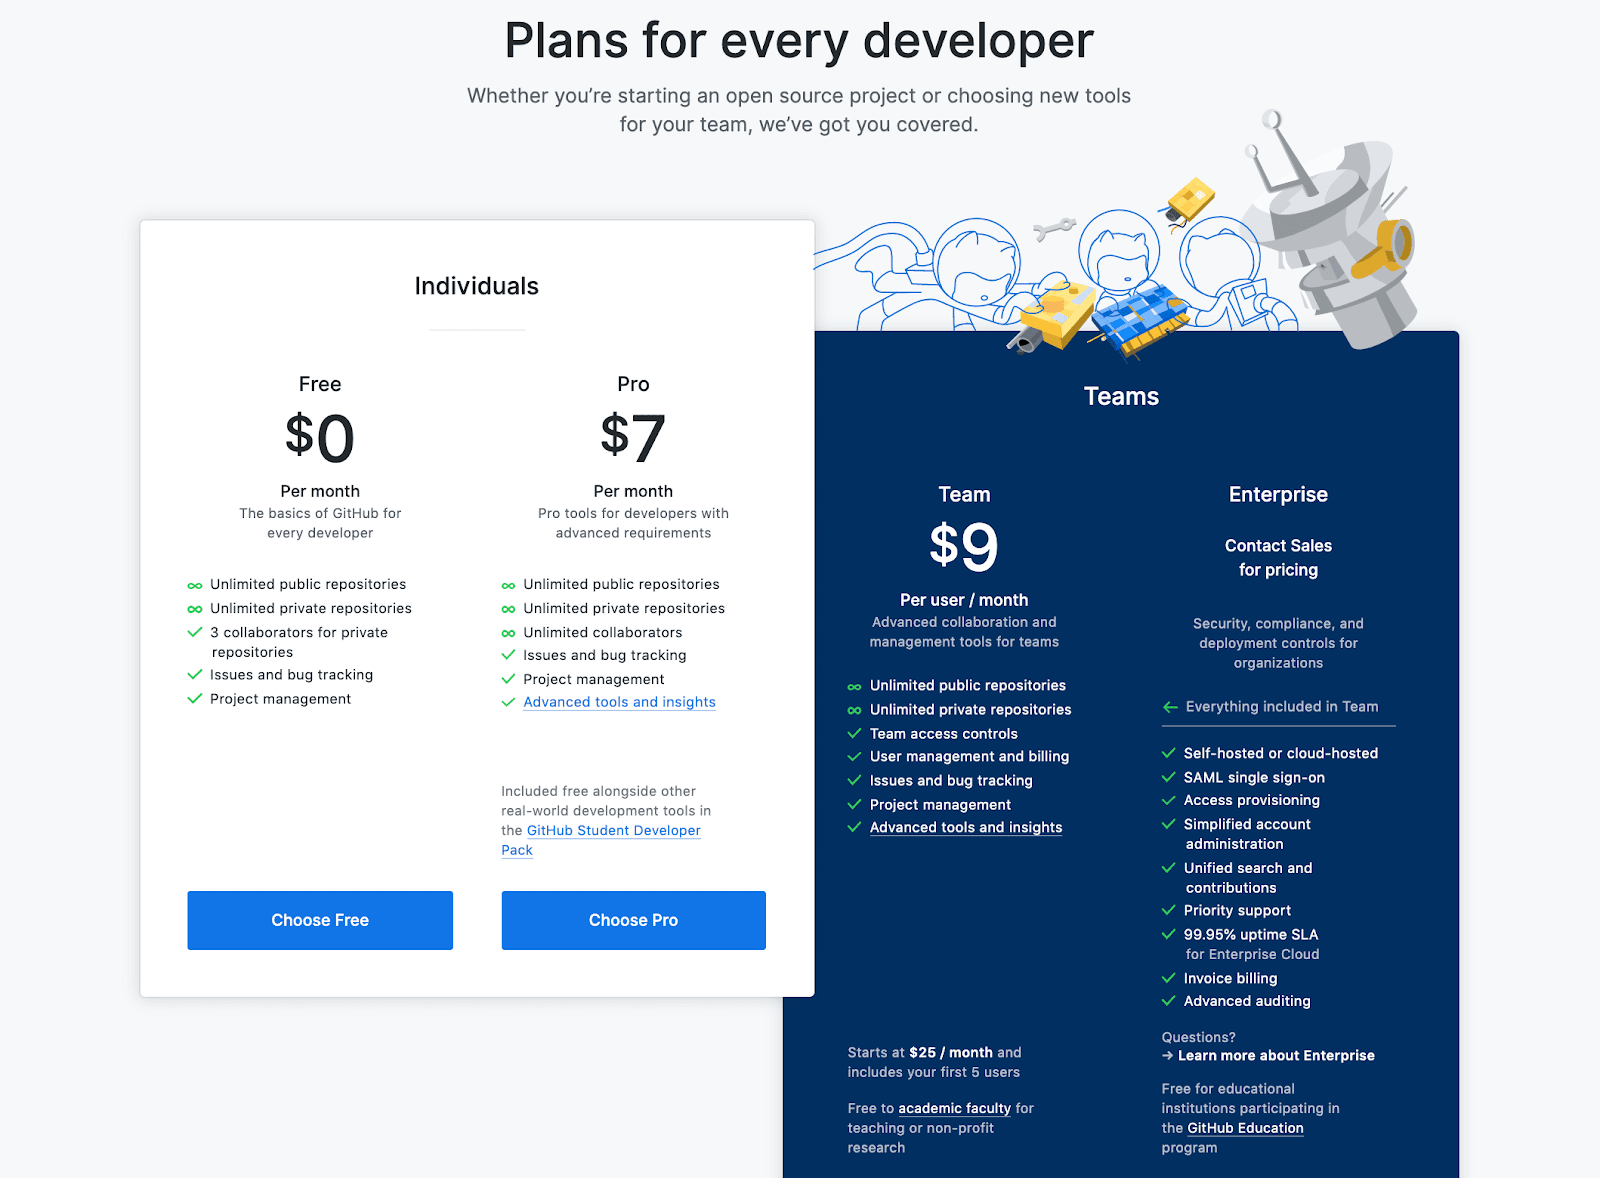 Plans for every developer
Whether you’re starting an open source project or choosing new tools
for your team, we’ve got you covered.
Individuals
Free
$0
Per month
The basics of GitHub for
every developer
Unlimited public repositories
Unlimited private repositories
3 collaborators for private
repositories
Issues and bug tracking
Project management
Choose Free
Pro
$7
Per month
Pro tools for developers with
advanced requirements
Unlimited public repositories
Unlimited private repositories
Unlimited collaborators
Issues and bug tracking
Project management
Advanced tools and insights
Included free alongside other
real-world development tools in
the GitHub Student Developer
Pack
Choose Pro
Teams
Team
$9
Per user / month
Advanced collaboration and
management tools for teams
Unlimited public repositories
Unlimited private repositories
Team access controls
User management and billing
Issues and bug tracking
Project management
Advanced tools and insights
Starts at $25 / month and
includes your first 5 users
Free to academic faculty for
teaching or non-profit
research
Enterprise
Contact Sales
for pricing
Security, compliance, and
deployment controls for
organizations
← Everything included in Team
Self-hosted or cloud-hosted
SAML single sign-on
Access provisioning
Simplified account
administration
Unified search and
contributions
Priority support
99.95% uptime SLA
for Enterprise Cloud
Invoice billing
Advanced auditing
Questions?
→ Learn more about Enterprise
Free for educational
institutions participating in
the GitHub Education
program